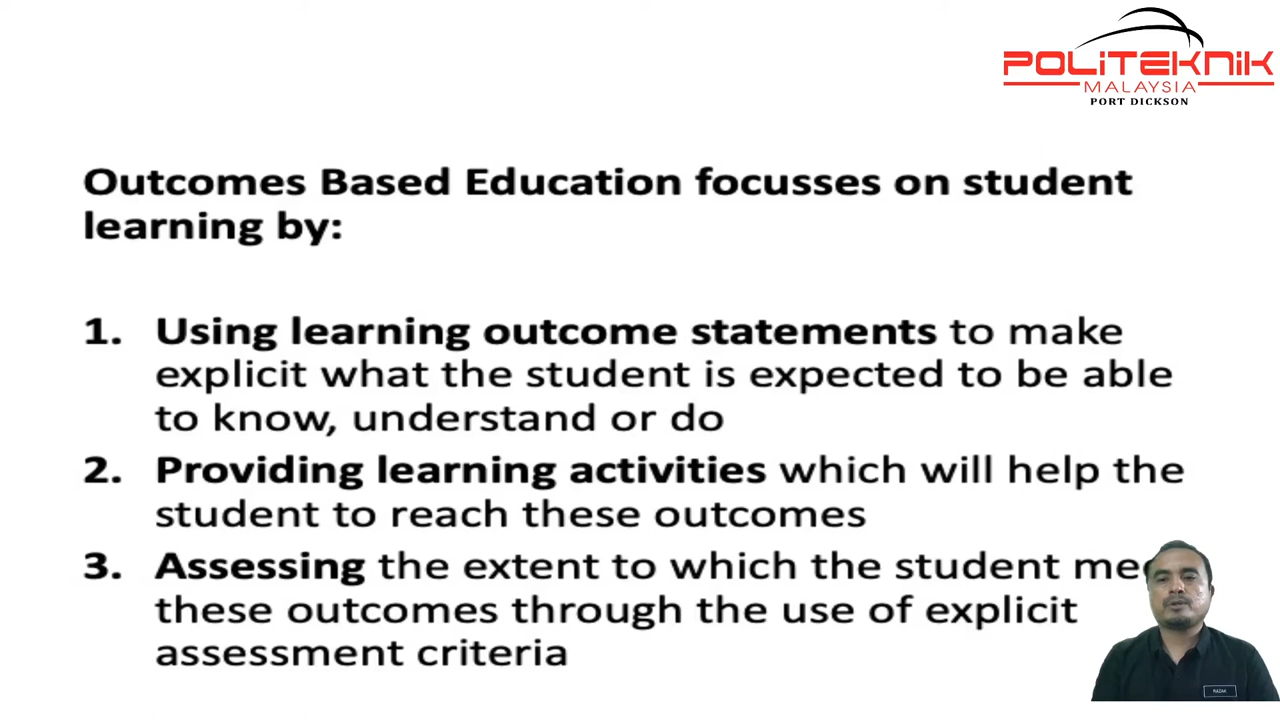 POLiTEKNiK
MALAYSIA
PORT DICKSON
Outcomes Based Education focusses on student
learning by:
1. Using learning outcome statements to make
explicit what the student is expected to be able
to know, understand or do
2. Providing learning activities which will help the
student to reach these outcomes
3. Assessing the extent to which the student
these outcomes through the use of explicit
assessment criteria
RAZAK